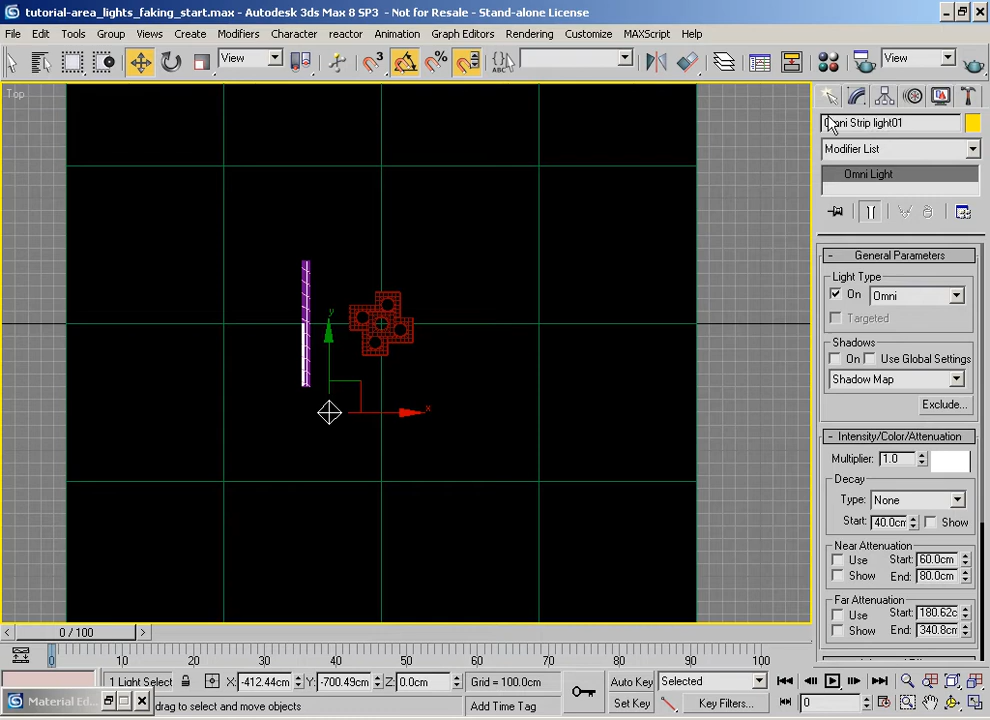 tutorial-area_lights_faking_start.max - Autodesk 3ds Max 8 SP3 - Not for Resale - Stand-alone License
File Edit Tools Group Views Create Modifiers Character reactor Animation Graph Editors Rendering Customize MAXScript Help
View
ABC
View
Top
Omni Strip light01
Modifier List
Omni Light
General Parameters
Light Type
On Omni
Targeted
Shadows
On Use Global Settings
Shadow Map
Exclude...
Intensity/Color/Attenuation
Multiplier: 1.0
Decay
Type: None
Start: 40.0cm Show
Near Attenuation
Use Start: 60.0cm
Show End: 80.0cm
Far Attenuation
Use Start: 180.62c
Show End: 340.8cm
y
x
0 / 100
0 10 20 30 40 50 60 70 80 90 100
1 Light Select X: -412.44cm Y: -700.49cm Z: 0.0cm Grid = 100.0cm Auto Key Selected
Material Ed... drag to select and move objects Add Time Tag Set Key Key Filters... 0